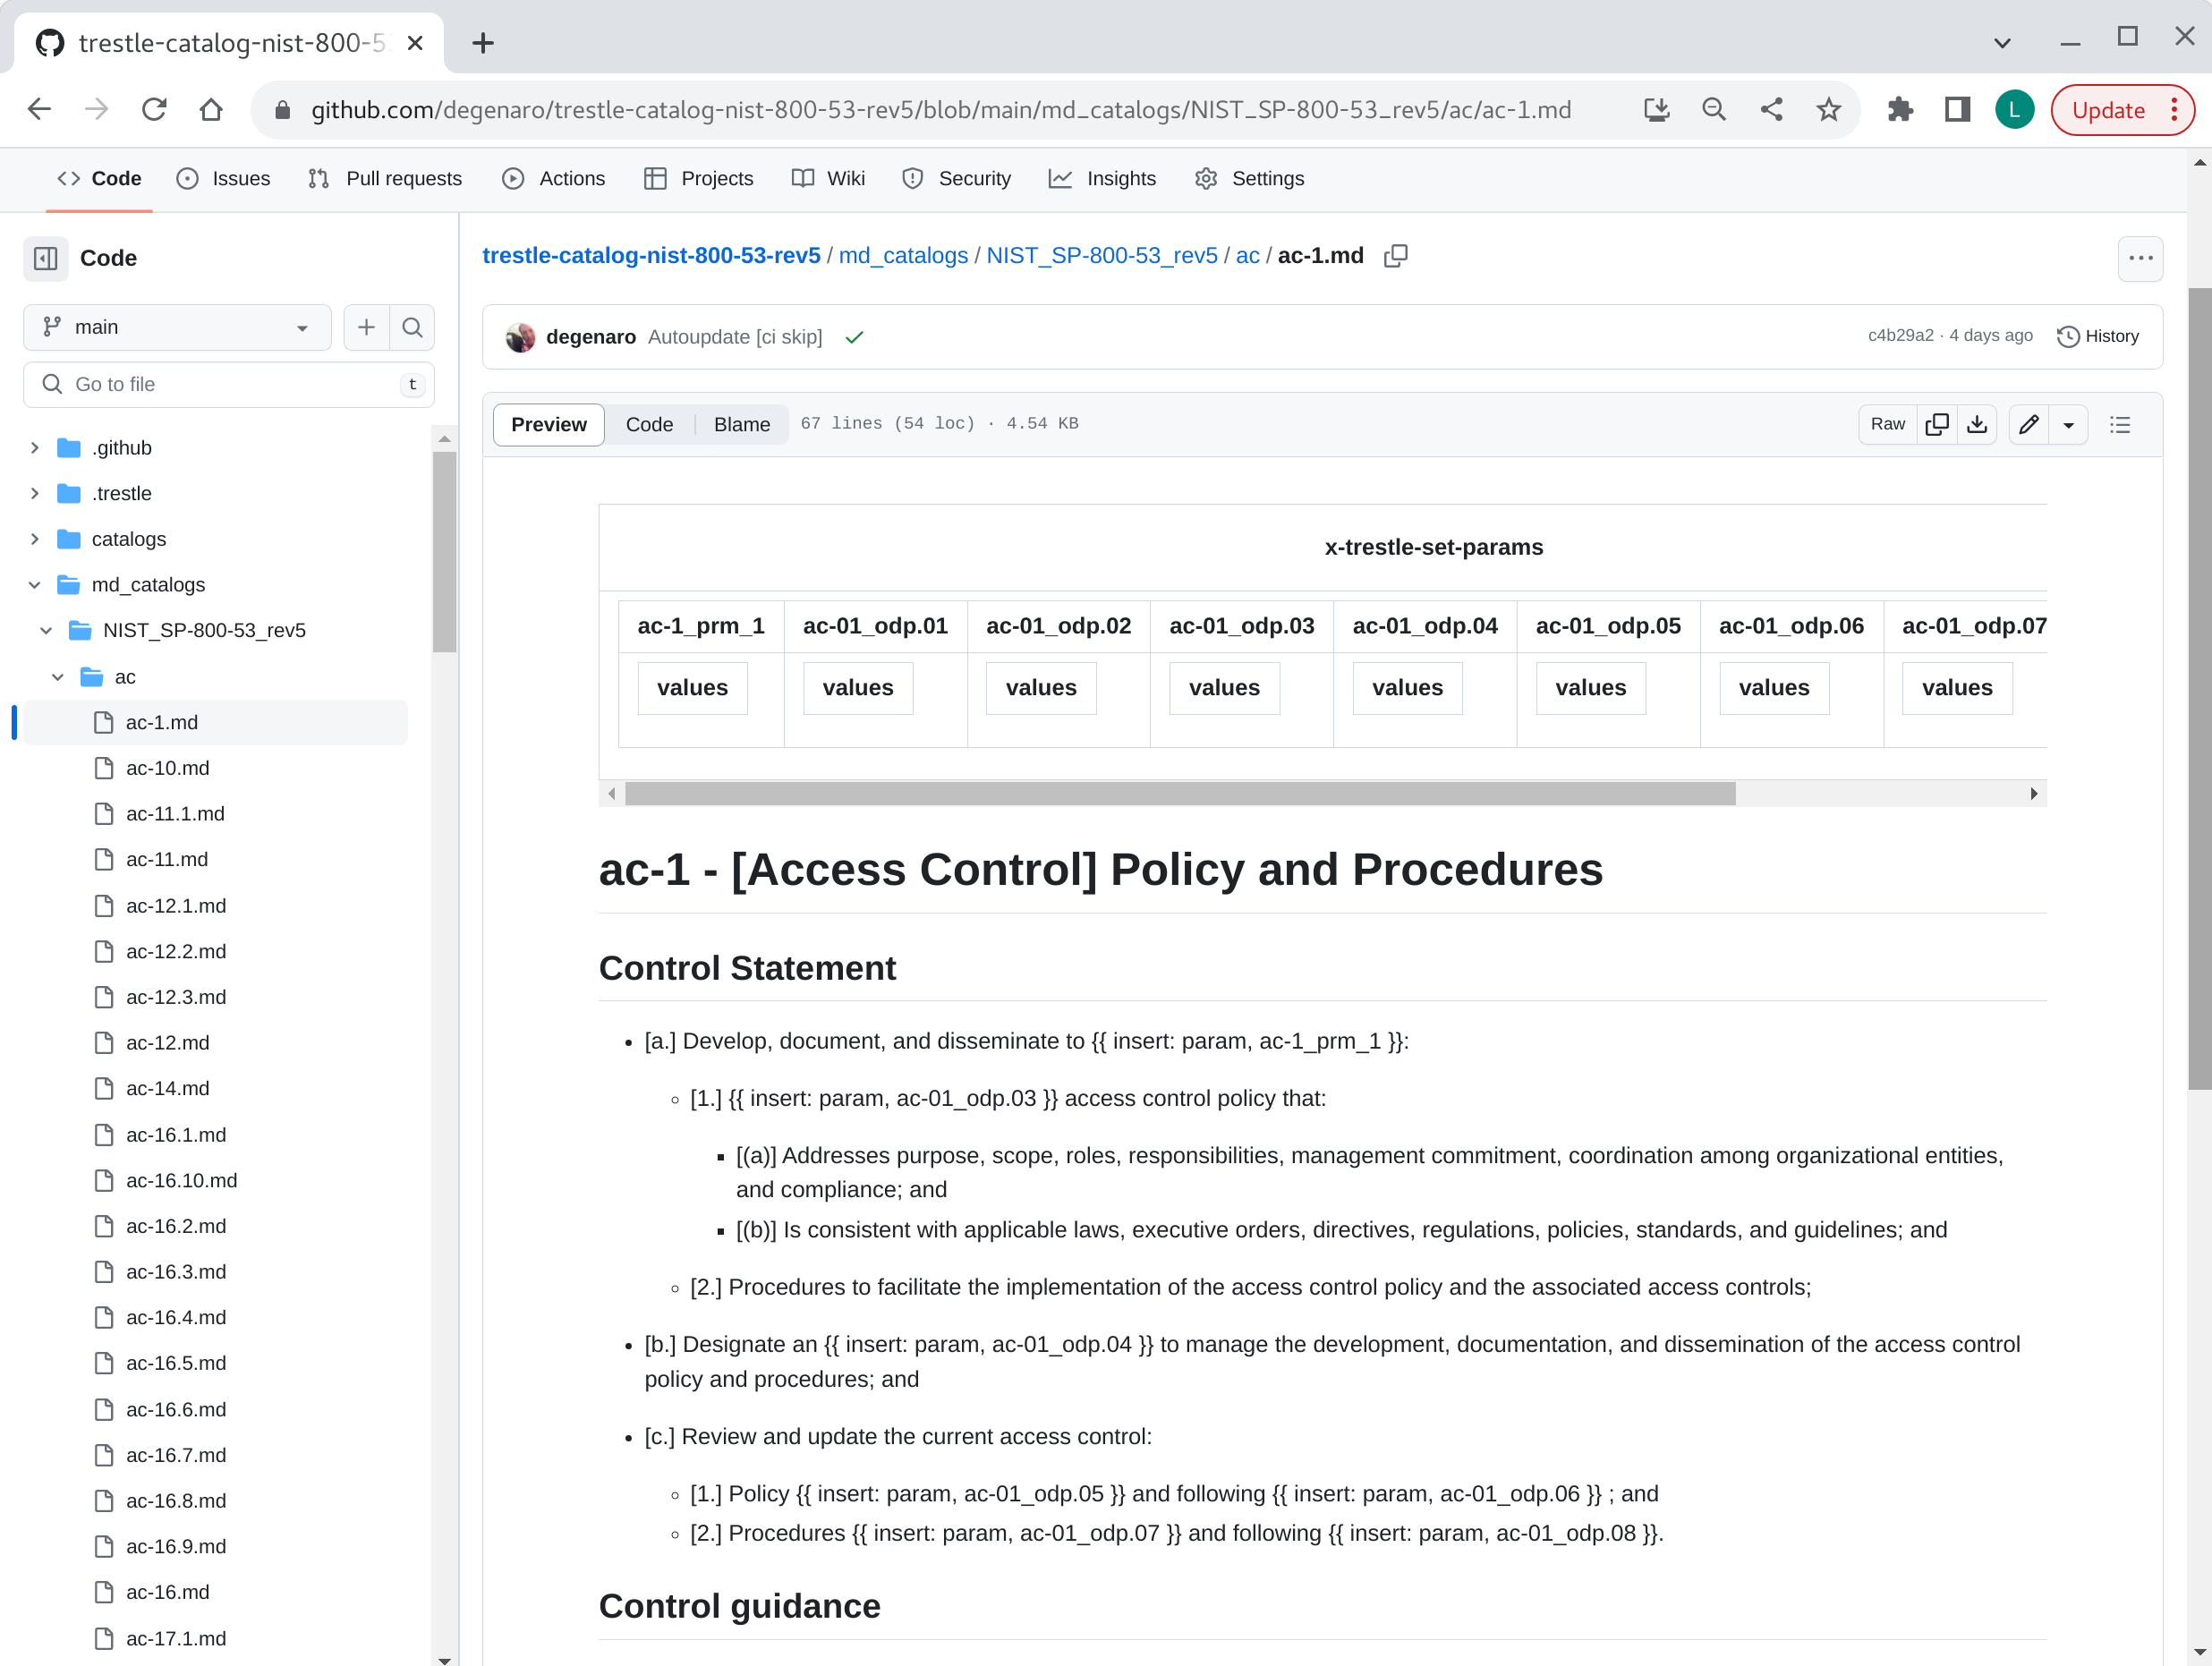 trestle-catalog-nist-800-53
github.com/degenaro/trestle-catalog-nist-800-53-rev5/blob/main/md_catalogs/NIST_SP-800-53_rev5/ac/ac-1.md
L
Update
Code
Issues
Pull requests
Actions
Projects
Wiki
Security
Insights
Settings
Code
main
Go to file
t
.github
.trestle
catalogs
md_catalogs
NIST_SP-800-53_rev5
ac
ac-1.md
ac-10.md
ac-11.1.md
ac-11.md
ac-12.1.md
ac-12.2.md
ac-12.3.md
ac-12.md
ac-14.md
ac-16.1.md
ac-16.10.md
ac-16.2.md
ac-16.3.md
ac-16.4.md
ac-16.5.md
ac-16.6.md
ac-16.7.md
ac-16.8.md
ac-16.9.md
ac-16.md
ac-17.1.md
trestle-catalog-nist-800-53-rev5 / md_catalogs / NIST_SP-800-53_rev5 / ac / ac-1.md
degenaro Autoupdate [ci skip]
c4b29a2 · 4 days ago
History
Preview
Code
Blame
67 lines (54 loc) · 4.54 KB
Raw
x-trestle-set-params
ac-1_prm_1 ac-01_odp.01 ac-01_odp.02 ac-01_odp.03 ac-01_odp.04 ac-01_odp.05 ac-01_odp.06 ac-01_odp.07
values values values values values values values values
ac-1 - [Access Control] Policy and Procedures
Control Statement
• [a.] Develop, document, and disseminate to {{ insert: param, ac-1_prm_1 }}:
◦ [1.] {{ insert: param, ac-01_odp.03 }} access control policy that:
▪ [(a)] Addresses purpose, scope, roles, responsibilities, management commitment, coordination among organizational entities,
and compliance; and
▪ [(b)] Is consistent with applicable laws, executive orders, directives, regulations, policies, standards, and guidelines; and
◦ [2.] Procedures to facilitate the implementation of the access control policy and the associated access controls;
• [b.] Designate an {{ insert: param, ac-01_odp.04 }} to manage the development, documentation, and dissemination of the access control
policy and procedures; and
• [c.] Review and update the current access control:
◦ [1.] Policy {{ insert: param, ac-01_odp.05 }} and following {{ insert: param, ac-01_odp.06 }} ; and
◦ [2.] Procedures {{ insert: param, ac-01_odp.07 }} and following {{ insert: param, ac-01_odp.08 }}.
Control guidance